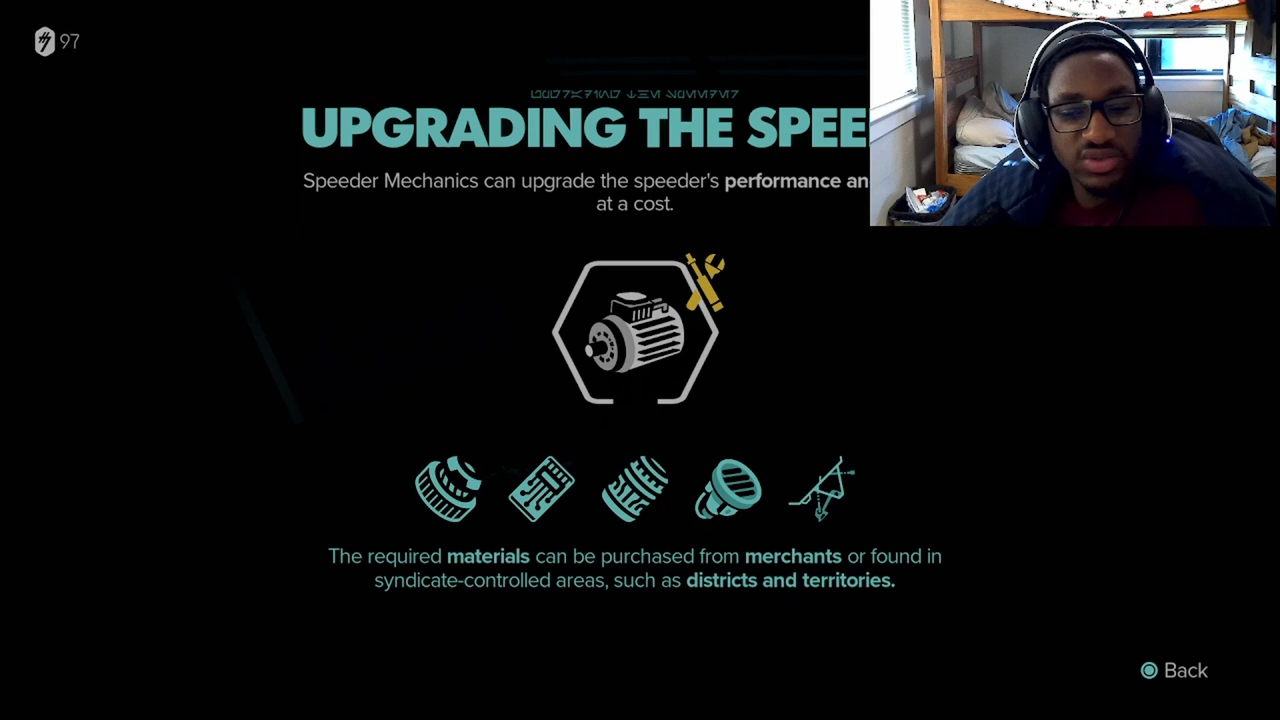 97
UPGRADING THE SPEE
Speeder Mechanics can upgrade the speeder's performance an
at a cost.
The required materials can be purchased from merchants or found in
syndicate-controlled areas, such as districts and territories.
Back